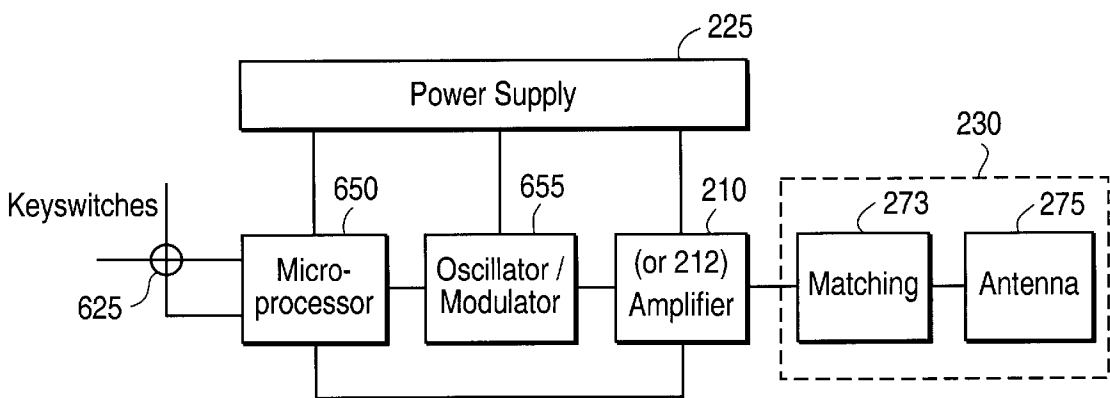 225
Power Supply
230
Keyswitches
650
655
210
273
275
625
Micro-
processor
Oscillator /
Modulator
(or 212)
Amplifier
Matching
Antenna